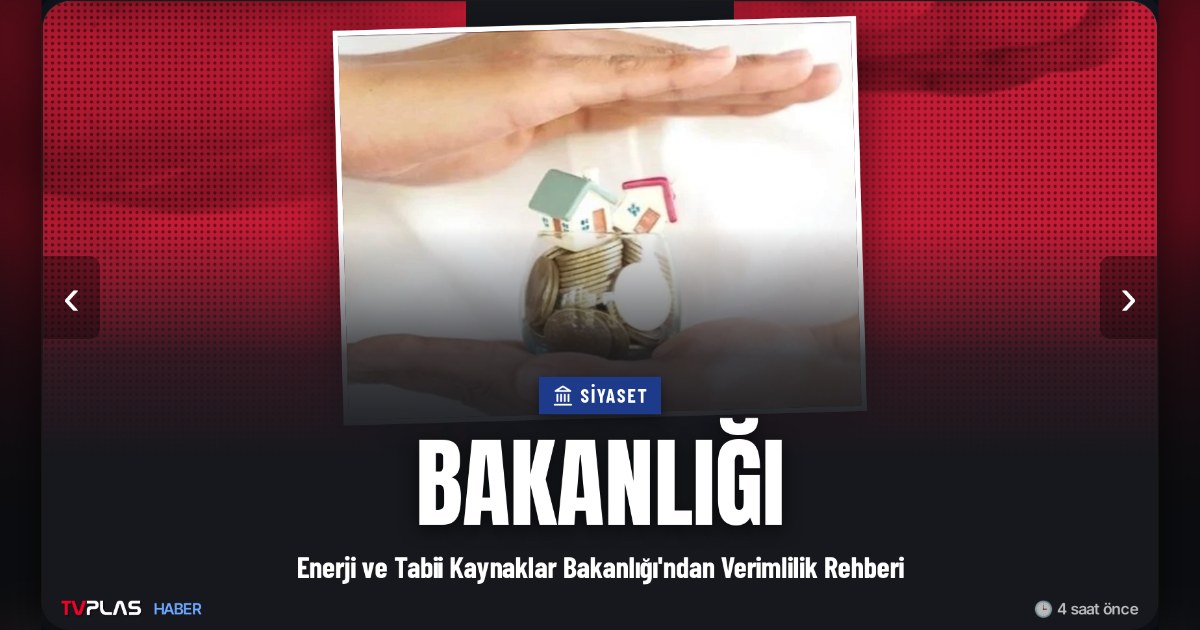 SİYASET
BAKANLIĞI
Enerji ve Tabii Kaynaklar Bakanlığı'ndan Verimlilik Rehberi
TVPLAS HABER
4 saat önce